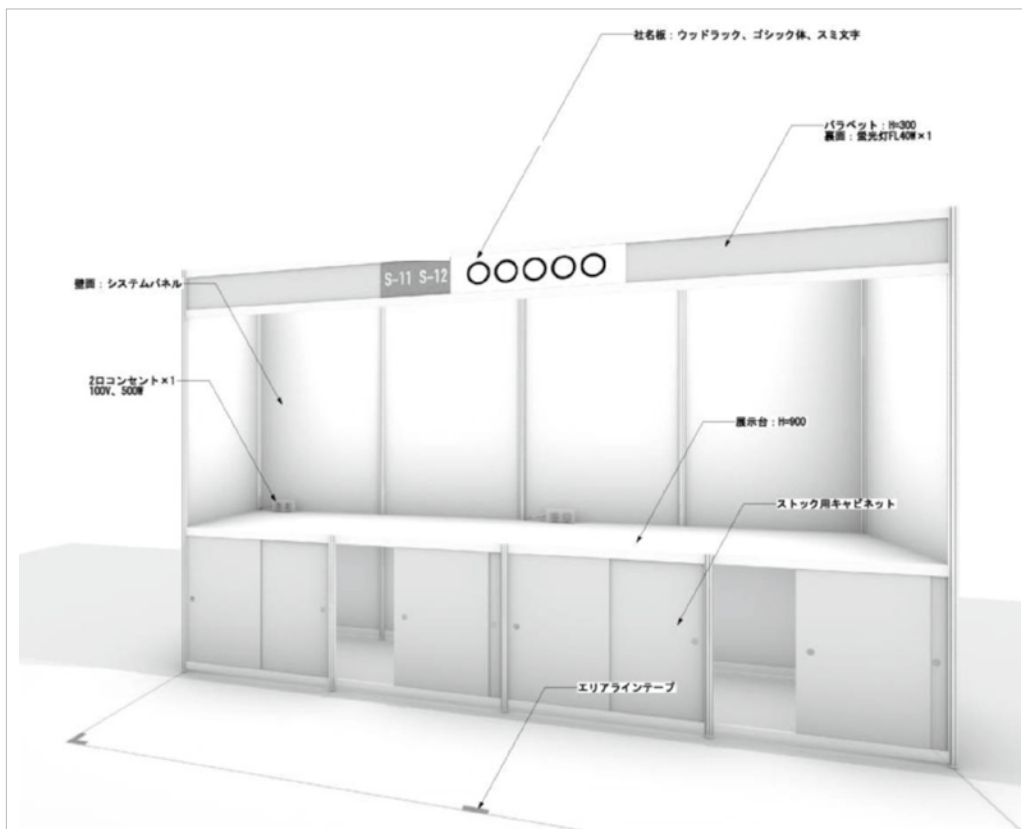 社名板：ウッドラック、ゴシック体、スミ文字
パラペット：H=300
裏面：蛍光灯FL40W×1
S-11 S-12 ○○○○○
壁面：システムパネル
2口コンセント×1
100V、500W
展示台：H=900
ストック用キャビネット
エリアラインテープ